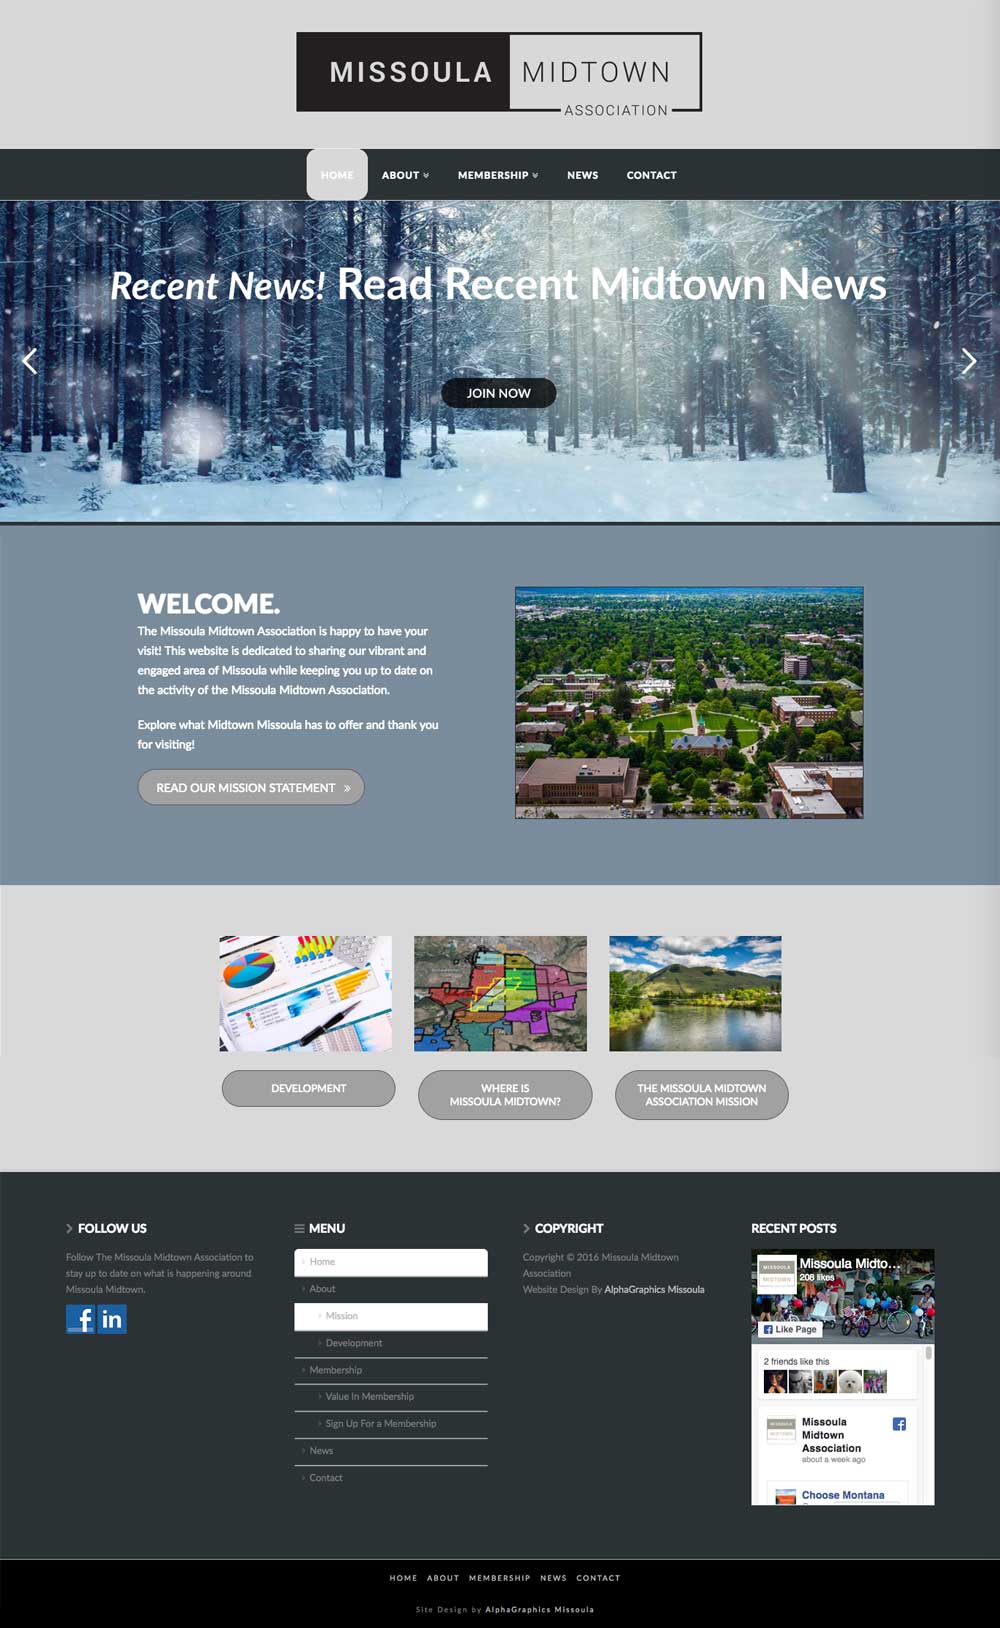 MISSOULA MIDTOWN
ASSOCIATION
HOME ABOUT MEMBERSHIP NEWS CONTACT
Recent News! Read Recent Midtown News
JOIN NOW
WELCOME.
The Missoula Midtown Association is happy to have your
visit! This website is dedicated to sharing our vibrant and
engaged area of Missoula while keeping you up to date on
the activity of the Missoula Midtown Association.
Explore what Midtown Missoula has to offer and thank you
for visiting!
READ OUR MISSION STATEMENT »
DEVELOPMENT
WHERE IS
MISSOULA MIDTOWN?
THE MISSOULA MIDTOWN
ASSOCIATION MISSION
FOLLOW US
Follow The Missoula Midtown Association to
stay up to date on what is happening around
Missoula Midtown.
f in
MENU
Home
About
Mission
Development
Membership
Value In Membership
Sign Up For a Membership
News
Contact
COPYRIGHT
Copyright © 2016 Missoula Midtown
Association
Website Design By AlphaGraphics Missoula
RECENT POSTS
MISSOULA
MIDTOWN
Missoula Midto...
208 likes
Like Page
2 friends like this
MISSOULA
MIDTOWN
Missoula
Midtown
Association
about a week ago
Choose Montana
HOME ABOUT MEMBERSHIP NEWS CONTACT
Site Design by AlphaGraphics Missoula